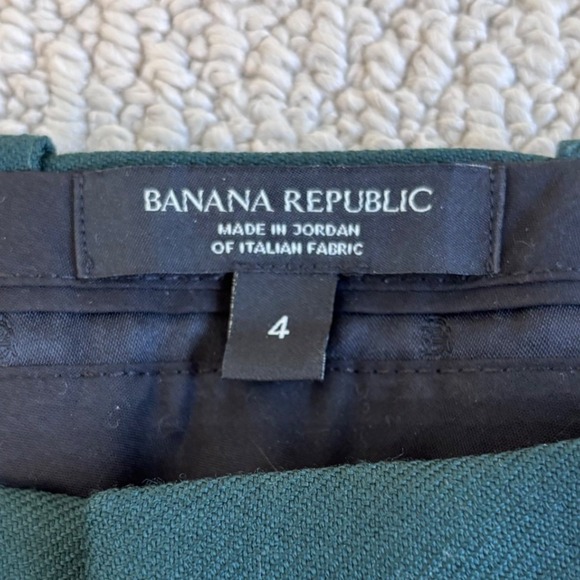 BANANA REPUBLIC
MADE IN JORDAN
OF ITALIAN FABRIC
4